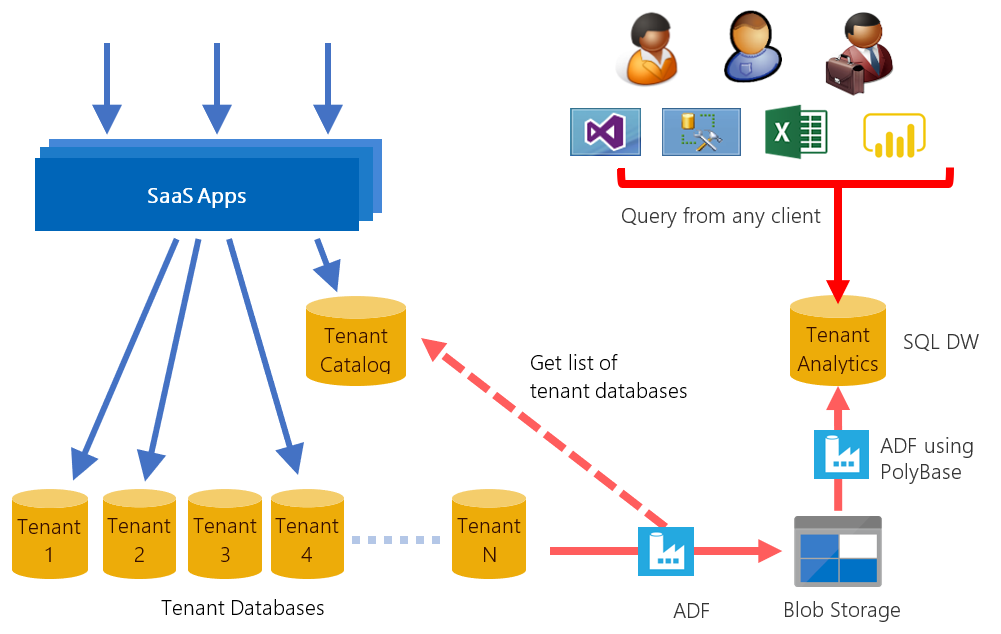 SaaS Apps
Query from any client
Tenant
Catalog
Tenant
Analytics
SQL DW
Get list of
tenant databases
ADF using
PolyBase
Tenant
1
Tenant
2
Tenant
3
Tenant
4
Tenant
N
Tenant Databases
ADF
Blob Storage
X